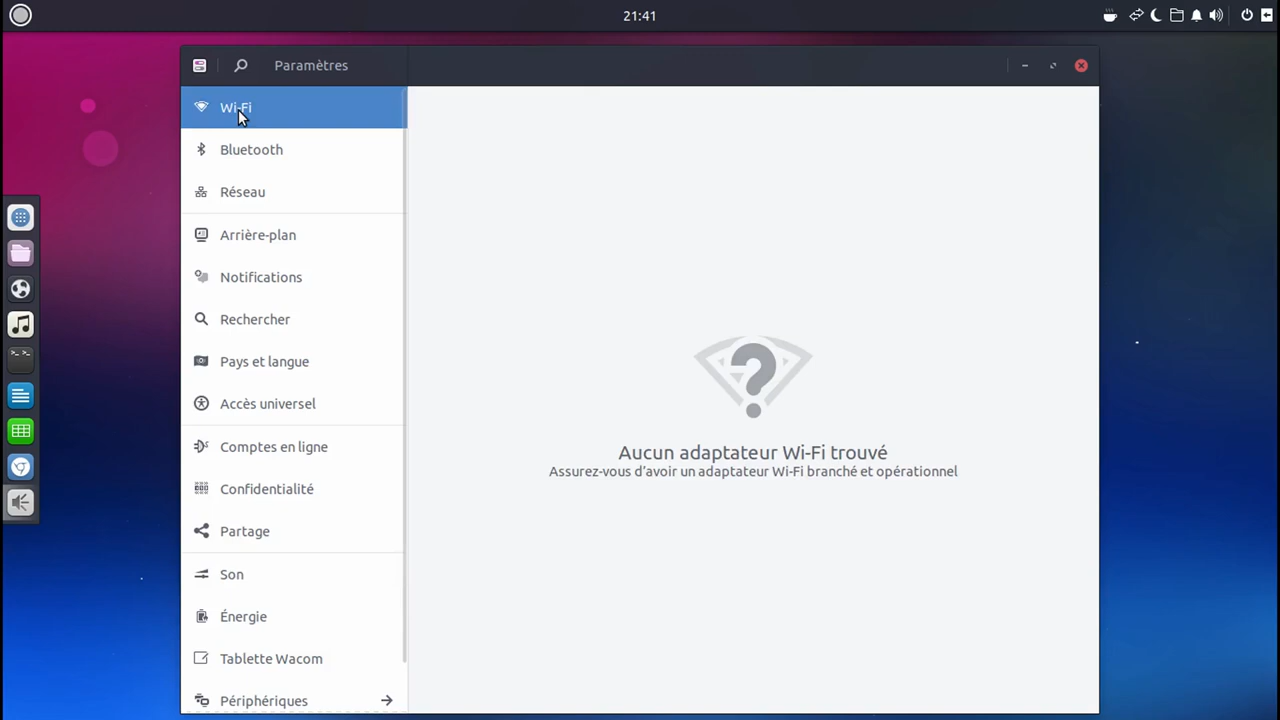 21:41
Paramètres
Wi-Fi
Bluetooth
Réseau
Arrière-plan
Notifications
Rechercher
Pays et langue
Accès universel
Comptes en ligne
Confidentialité
Partage
Son
Énergie
Tablette Wacom
Périphériques
Aucun adaptateur Wi-Fi trouvé
Assurez-vous d'avoir un adaptateur Wi-Fi branché et opérationnel